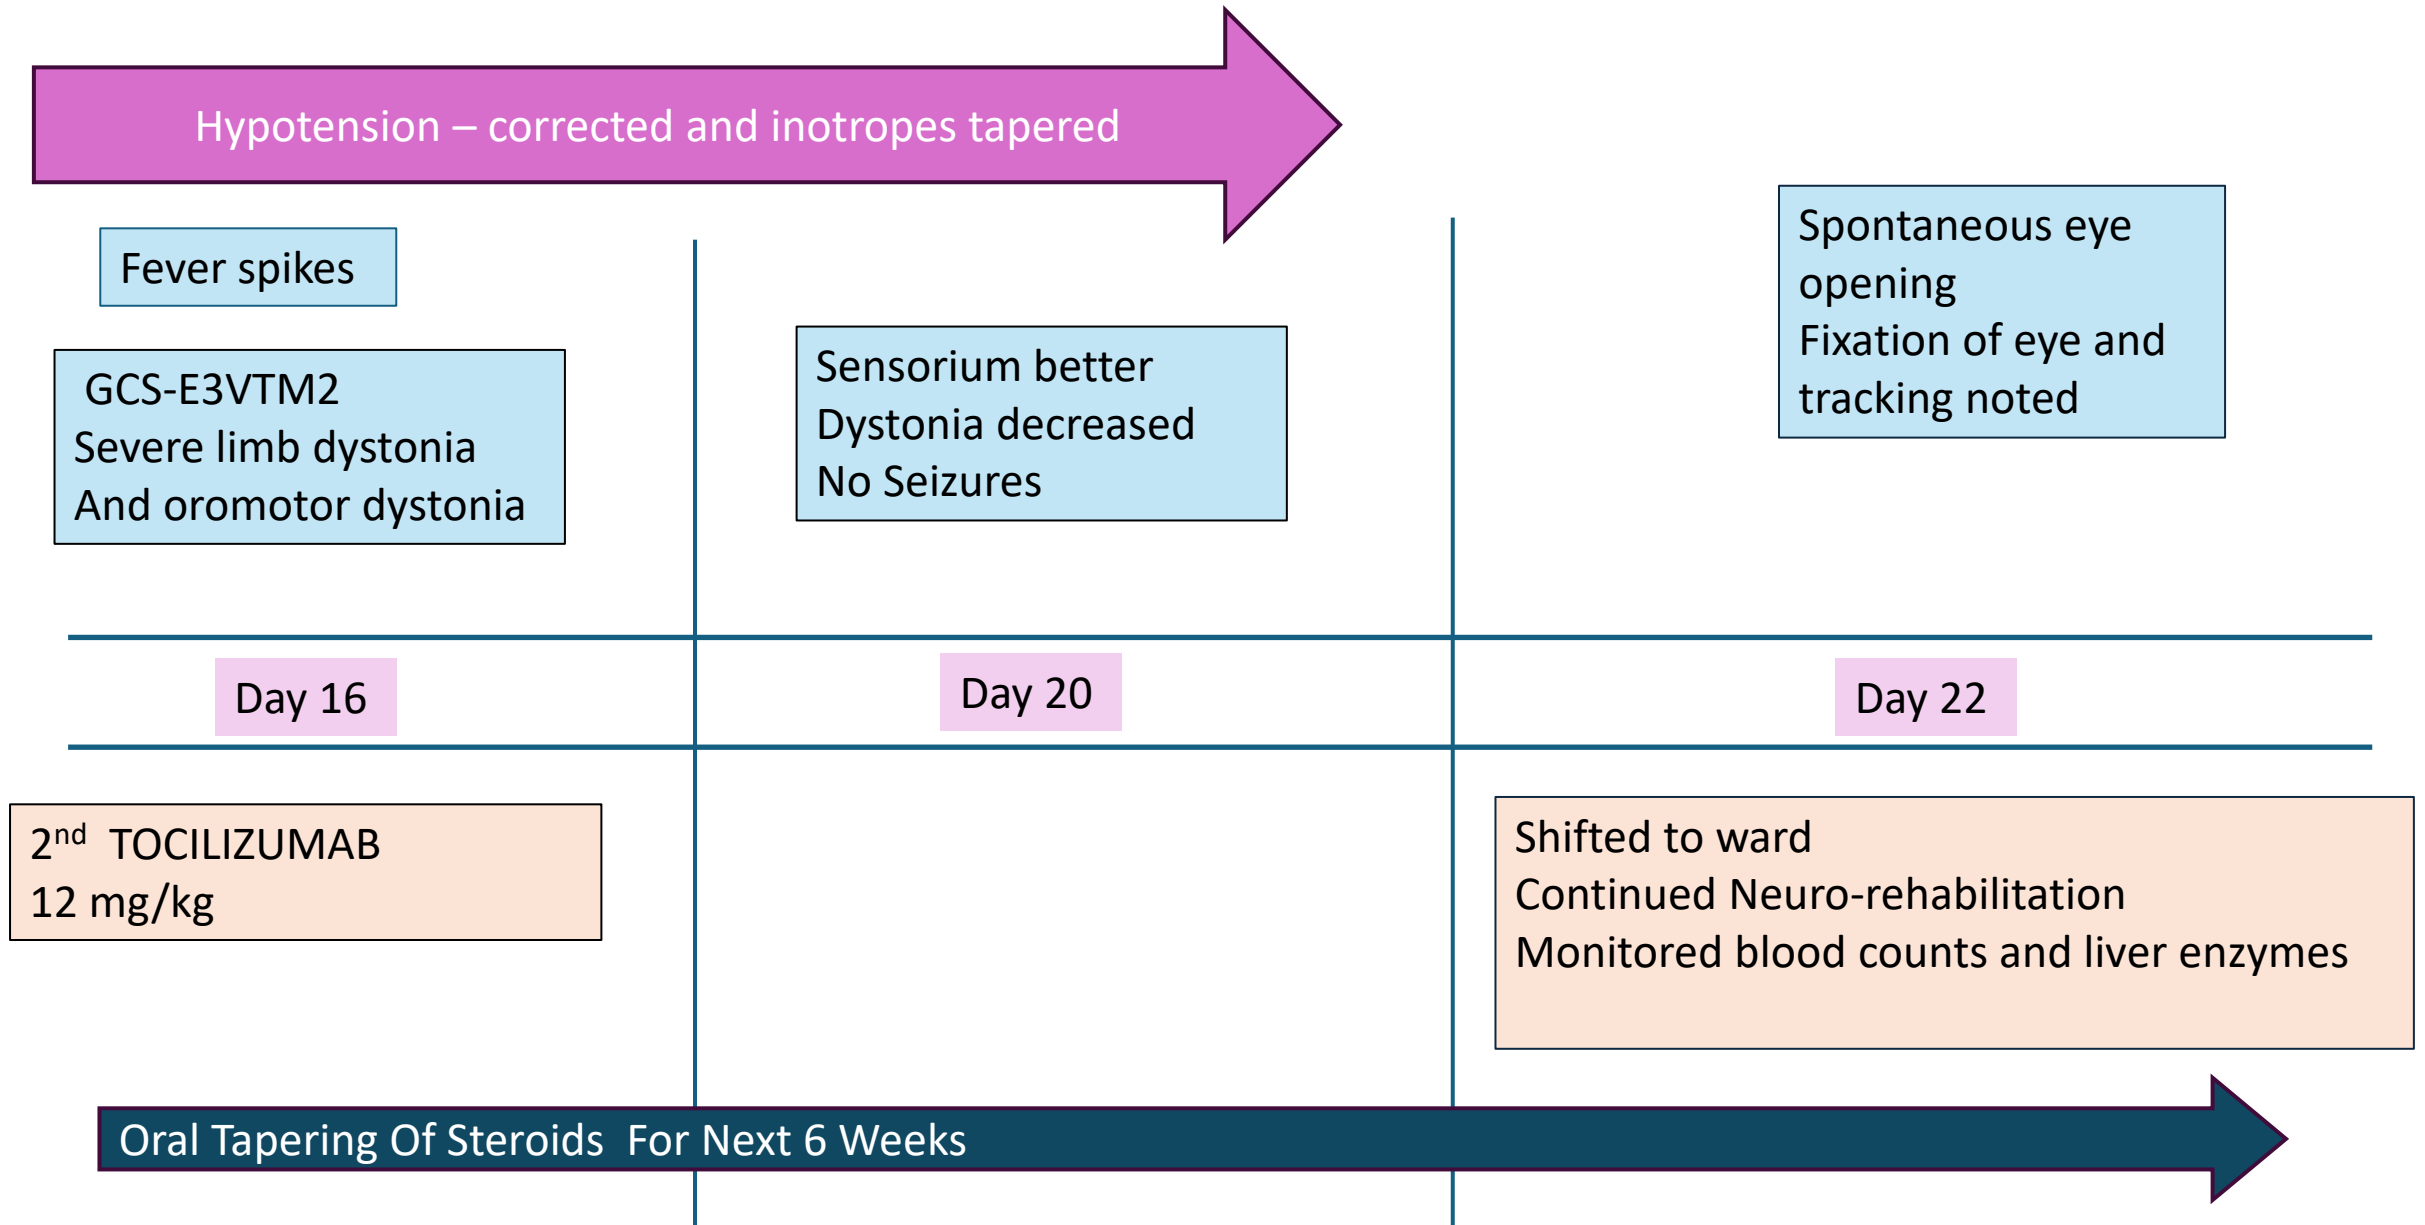 Hypotension – corrected and inotropes tapered
Fever spikes
GCS-E3VTM2
Severe limb dystonia
And oromotor dystonia
Sensorium better
Dystonia decreased
No Seizures
Spontaneous eye
opening
Fixation of eye and
tracking noted
Day 16
Day 20
Day 22
2nd TOCILIZUMAB
12 mg/kg
Shifted to ward
Continued Neuro-rehabilitation
Monitored blood counts and liver enzymes
Oral Tapering Of Steroids For Next 6 Weeks